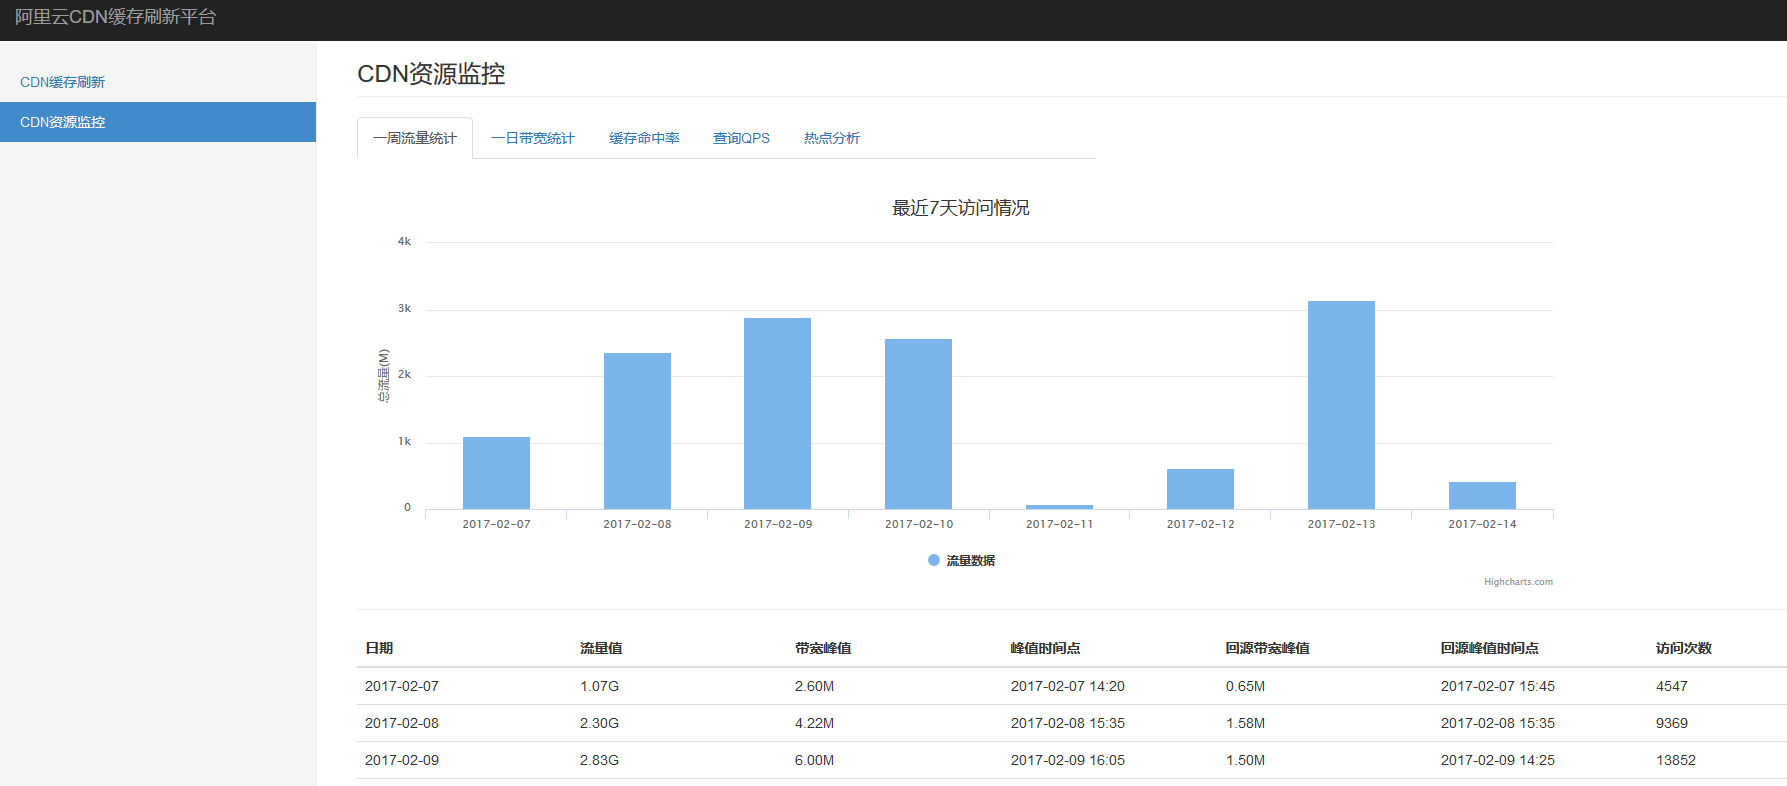 阿里云CDN缓存刷新平台
CDN缓存刷新
CDN资源监控
CDN资源监控
一周流量统计 一日带宽统计 缓存命中率 查询QPS 热点分析
最近7天访问情况
总流量(M)
4k
3k
2k
1k
0
2017-02-07 2017-02-08 2017-02-09 2017-02-10 2017-02-11 2017-02-12 2017-02-13 2017-02-14
流量数据
Highcharts.com
日期 流量值 带宽峰值 峰值时间点 回源带宽峰值 回源峰值时间点 访问次数
2017-02-07 1.07G 2.60M 2017-02-07 14:20 0.65M 2017-02-07 15:45 4547
2017-02-08 2.30G 4.22M 2017-02-08 15:35 1.58M 2017-02-08 15:35 9369
2017-02-09 2.83G 6.00M 2017-02-09 16:05 1.50M 2017-02-09 14:25 13852